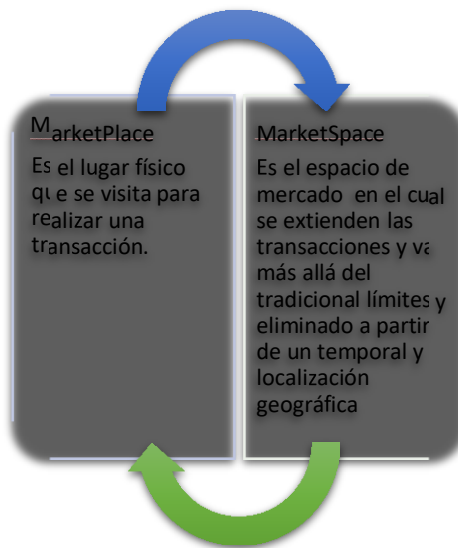 MarketPlace
Es el lugar físico
que se visita para
realizar una
transacción.
MarketSpace
Es el espacio de
mercado en el cual
se extienden las
transacciones y va
más allá del
tradicional límites y
eliminado a partir
de un temporal y
localización
geográfica